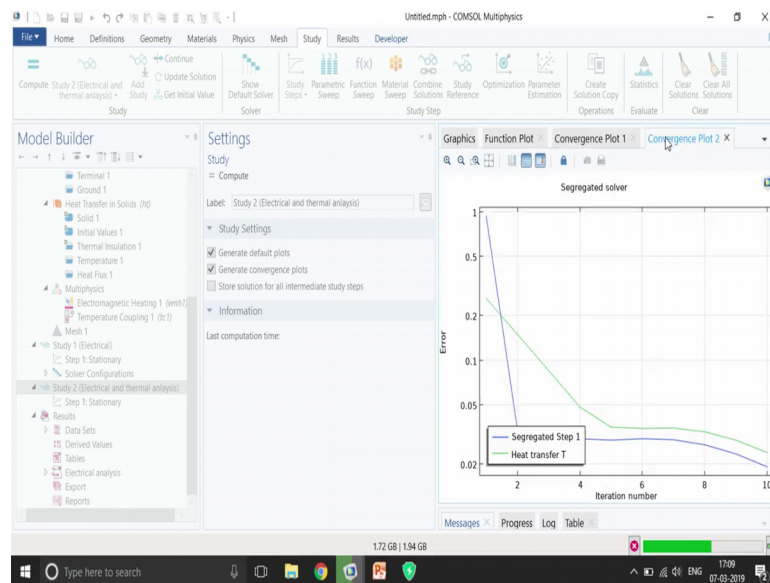 Untitled.mph - COMSOL Multiphysics
File Home Definitions Geometry Materials Physics Mesh Study Results Developer
Compute Study 2 (Electrical and thermal anlaysis) Add Study Continue Update Solution Get Initial Value
Show Default Solver Study Steps Parametric Sweep Function Sweep Material Sweep Combine Solutions Study Reference Optimization Parameter Estimation Create Solution Copy Statistics Clear Solutions Clear All Solutions
Study Solver Study Step Operations Evaluate Clear
Model Builder
Terminal 1
Ground 1
Heat Transfer in Solids (ht)
Solid 1
Initial Values 1
Thermal Insulation 1
Temperature 1
Heat Flux 1
Multiphysics
Electromagnetic Heating 1 (emh1)
Temperature Coupling 1 (tc1)
Mesh 1
Study 1 (Electrical)
Step 1: Stationary
Solver Configurations
Study 2 (Electrical and thermal anlaysis)
Step 1: Stationary
Results
Data Sets
Derived Values
Tables
Electrical analysis
Export
Reports
Settings
Study
= Compute
Label: Study 2 (Electrical and thermal anlaysis)
Study Settings
Generate default plots
Generate convergence plots
Store solution for all intermediate study steps
Information
Last computation time:
Graphics Function Plot Convergence Plot 1 Convergence Plot 2
Segregated solver
1
0.5
0.2
0.1
0.05
0.02
Error
Segregated Step 1
Heat transfer T
2 4 6 8 10
Iteration number
Messages Progress Log Table
1.72 GB | 1.94 GB
Type here to search
ENG 17:09
07-03-2019